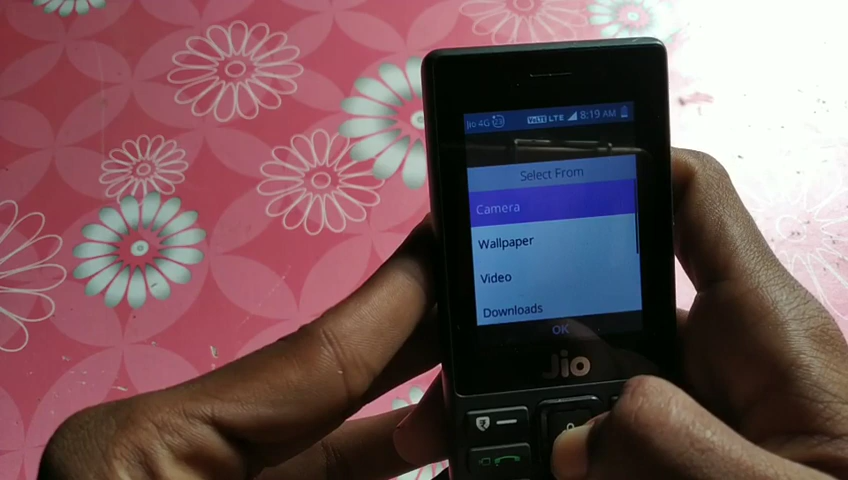 Jio 4G VoLTE LTE 8:19 AM
Select From
Camera
Wallpaper
Video
Downloads
OK
Jio